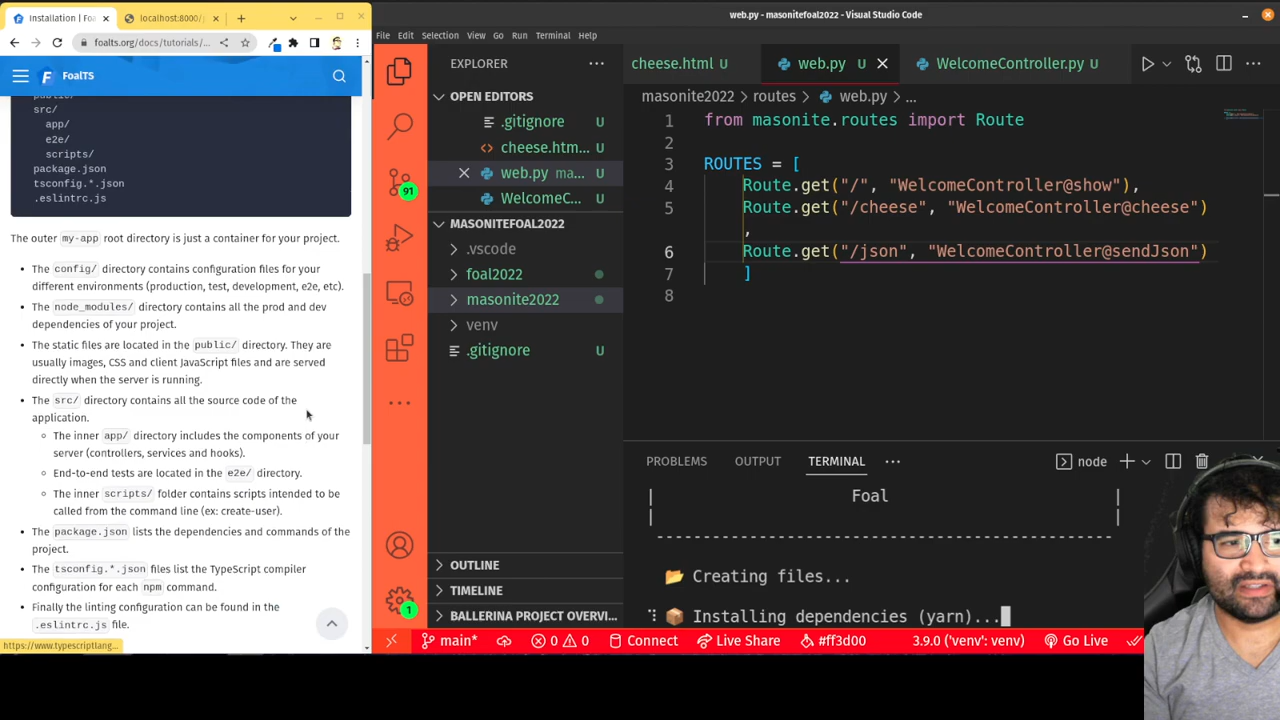 Installation | Foa
localhost:8000/
foalts.org/docs/tutorials/...
FoalTS
public/
src/
app/
e2e/
scripts/
package.json
tsconfig.*.json
.eslintrc.js
The outer my-app root directory is just a container for your project.
The config/ directory contains configuration files for your
different environments (production, test, development, e2e, etc).
The node_modules/ directory contains all the prod and dev
dependencies of your project.
The static files are located in the public/ directory. They are
usually images, CSS and client JavaScript files and are served
directly when the server is running.
The src/ directory contains all the source code of the
application.
The inner app/ directory includes the components of your
server (controllers, services and hooks).
End-to-end tests are located in the e2e/ directory.
The inner scripts/ folder contains scripts intended to be
called from the command line (ex: create-user).
The package.json lists the dependencies and commands of the
project.
The tsconfig.*.json files list the TypeScript compiler
configuration for each npm command.
Finally the linting configuration can be found in the
.eslintrc.js file.
https://www.typescriptlang...
web.py - masonitefoal2022 - Visual Studio Code
File Edit Selection View Go Run Terminal Help
EXPLORER
OPEN EDITORS
.gitignore U
cheese.htm... U
web.py ma... U
WelcomeC... U
MASONITEFOAL2022
.vscode
foal2022
masonite2022
venv
.gitignore U
OUTLINE
TIMELINE
BALLERINA PROJECT OVERVI...
91
1
cheese.html U
web.py U
WelcomeController.py U
masonite2022 > routes > web.py > ...
1 from masonite.routes import Route
2
3 ROUTES = [
4 Route.get("/", "WelcomeController@show"),
5 Route.get("/cheese", "WelcomeController@cheese")
,
6 Route.get("/json", "WelcomeController@sendJson")
7 ]
8
PROBLEMS OUTPUT TERMINAL
node
| Foal |
| |
---------------------------------------------------
📂 Creating files...
📦 Installing dependencies (yarn)...
main* 0 0 Connect Live Share #ff3d00 3.9.0 ('venv': venv) Go Live